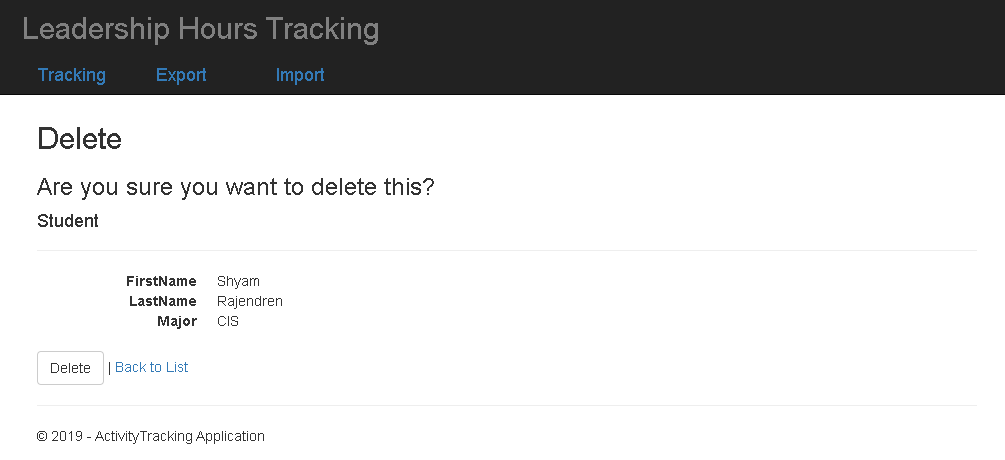 Leadership Hours Tracking
Tracking Export Import
Delete
Are you sure you want to delete this?
Student
FirstName Shyam
LastName Rajendren
Major CIS
Delete | Back to List
© 2019 - ActivityTracking Application